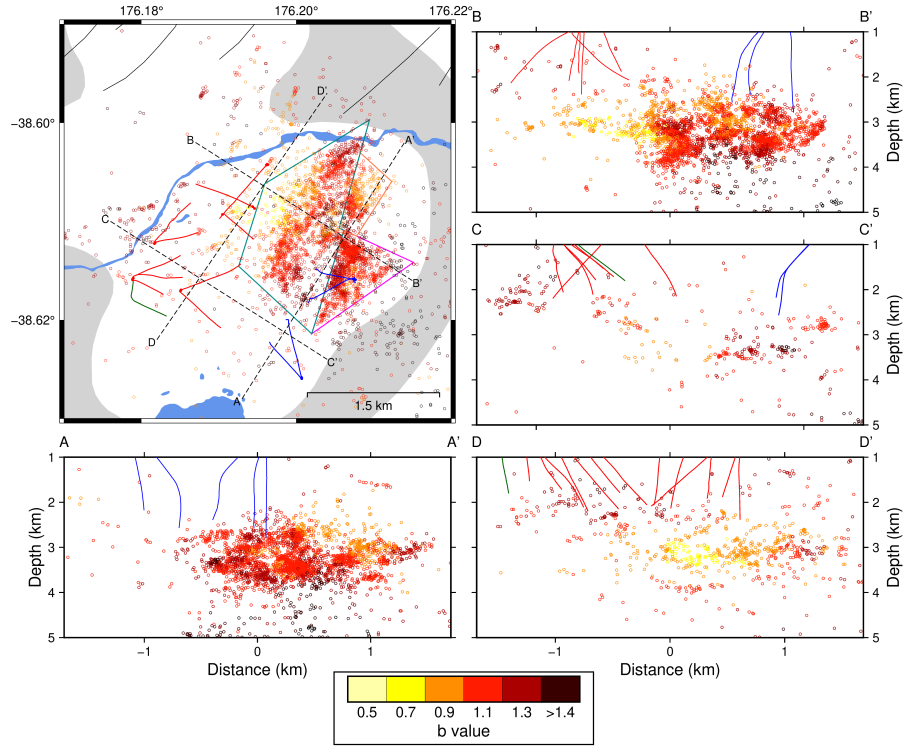 176.18°
176.20°
176.22°
−38.60°
−38.62°
B
C
D
D'
A'
B'
C'
A'
1.5 km
B
B'
1
2
3
4
5
Depth (km)
C
C'
1
2
3
4
5
Depth (km)
A
A'
1
2
3
4
5
Depth (km)
−1
0
1
Distance (km)
D
D'
1
2
3
4
5
Depth (km)
−1
0
1
Distance (km)
0.5
0.7
0.9
1.1
1.3
>1.4
b value